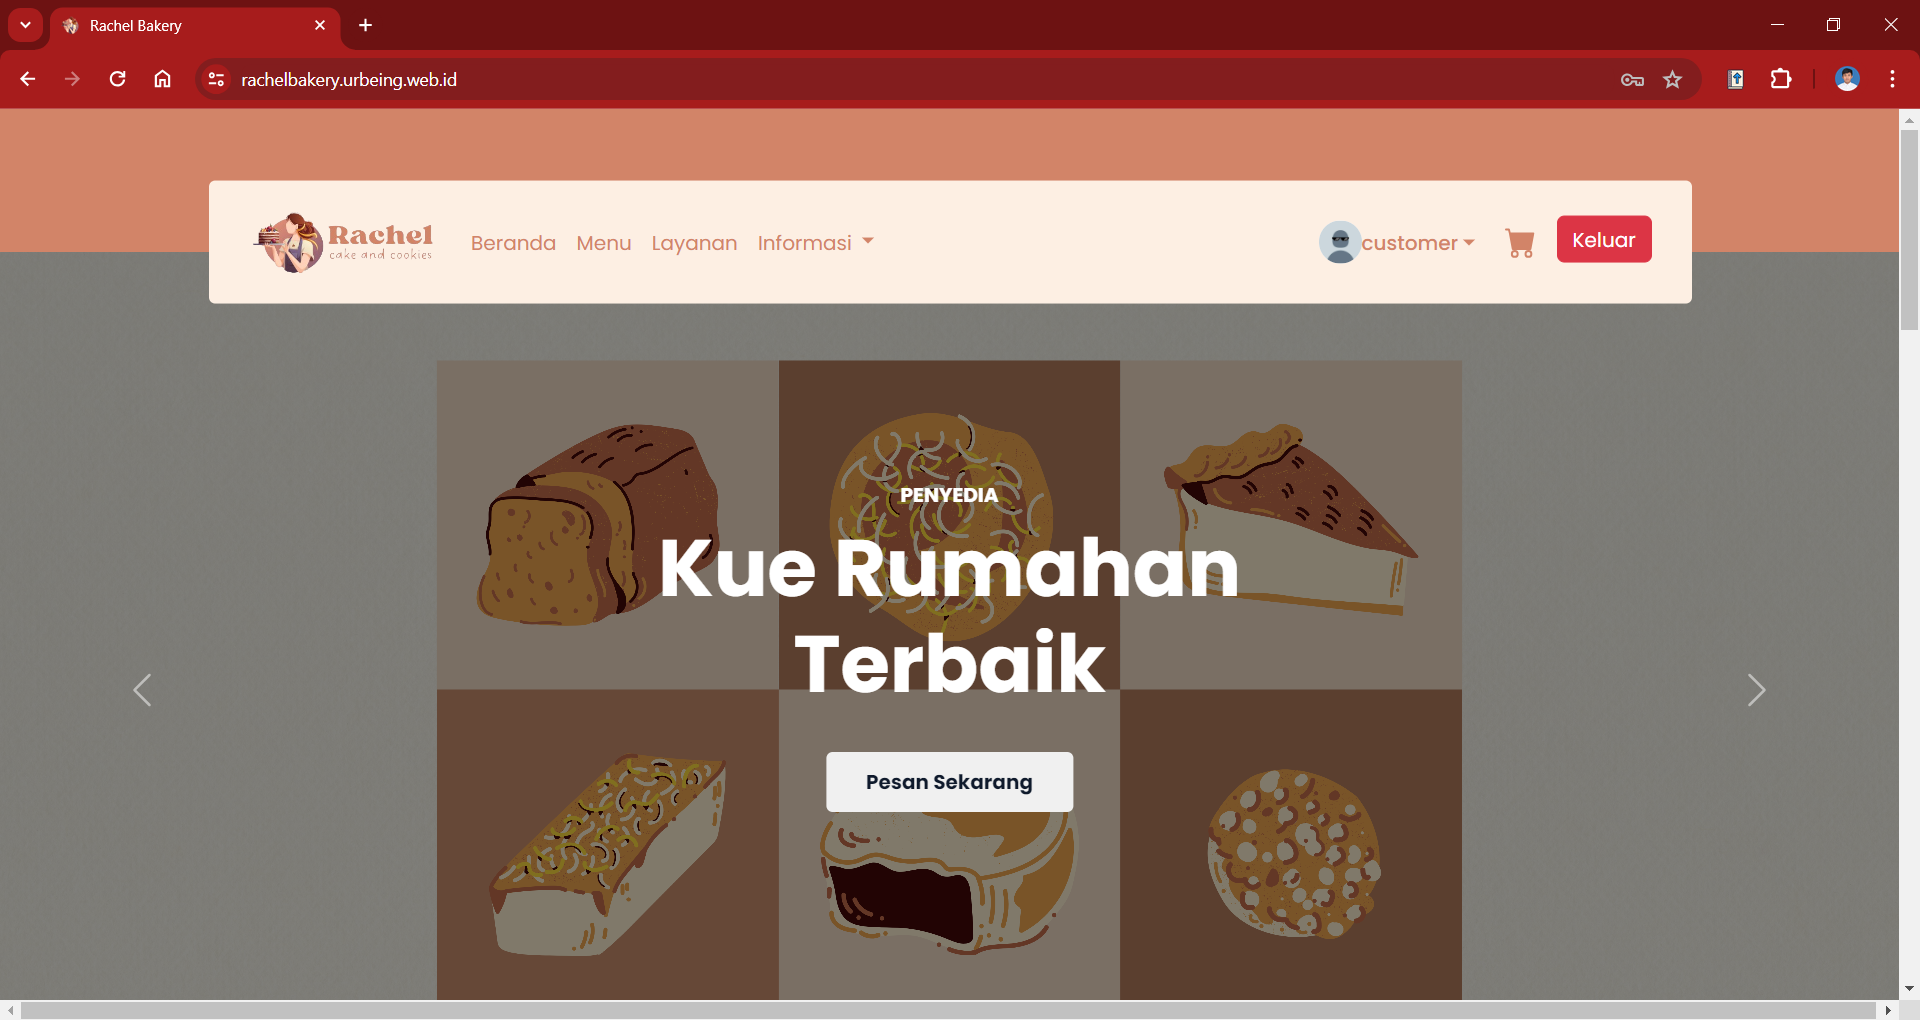 Rachel Bakery
rachelbakery.urbeing.web.id
Rachel
cake and cookies
Beranda Menu Layanan Informasi
customer
Keluar
PENYEDIA
Kue Rumahan
Terbaik
Pesan Sekarang